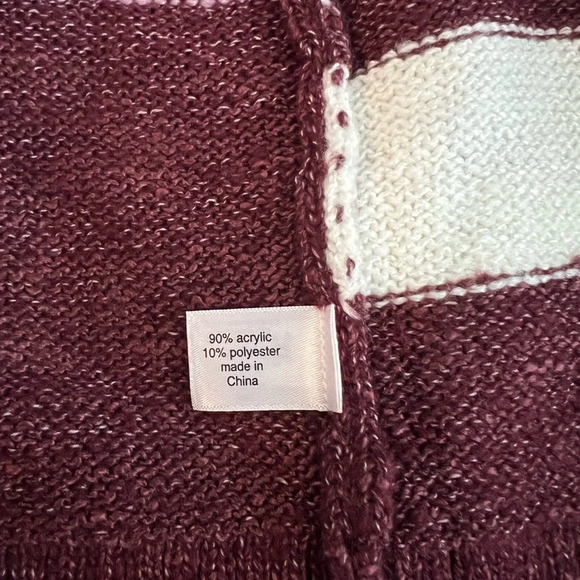 90% acrylic
10% polyester
made in
China